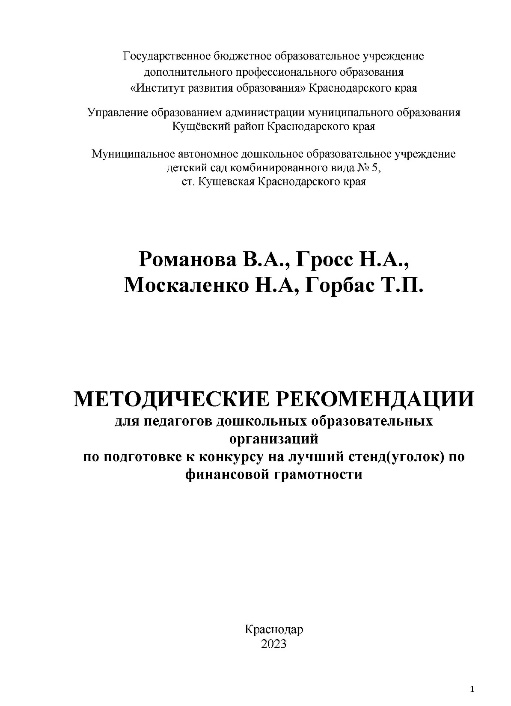 Государственное бюджетное образовательное учреждение
дополнительного профессионального образования
«Институт развития образования» Краснодарского края
Управление образованием администрации муниципального образования
Кущёвский район Краснодарского края
Муниципальное автономное дошкольное образовательное учреждение
детский сад комбинированного вида № 5,
ст. Кущевская Краснодарского края
Романова В.А., Гросс Н.А.,
Москаленко Н.А, Горбас Т.П.
МЕТОДИЧЕСКИЕ РЕКОМЕНДАЦИИ
для педагогов дошкольных образовательных
организаций
по подготовке к конкурсу на лучший стенд(уголок) по
финансовой грамотности
Краснодар
2023
1